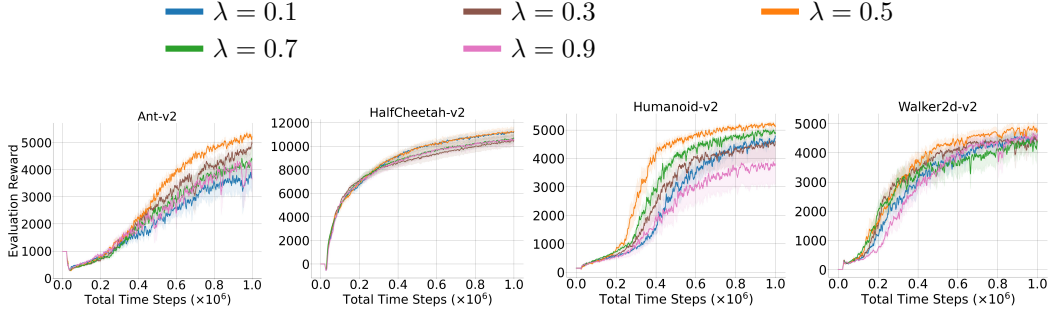 λ = 0.1 λ = 0.3 λ = 0.5
λ = 0.7 λ = 0.9
Ant-v2
Evaluation Reward
5000
4000
3000
2000
1000
0
0.0 0.2 0.4 0.6 0.8 1.0
Total Time Steps (×10⁶)
HalfCheetah-v2
12000
10000
8000
6000
4000
2000
0
0.0 0.2 0.4 0.6 0.8 1.0
Total Time Steps (×10⁶)
Humanoid-v2
5000
4000
3000
2000
1000
0
0.0 0.2 0.4 0.6 0.8 1.0
Total Time Steps (×10⁶)
Walker2d-v2
5000
4000
3000
2000
1000
0
0.0 0.2 0.4 0.6 0.8 1.0
Total Time Steps (×10⁶)